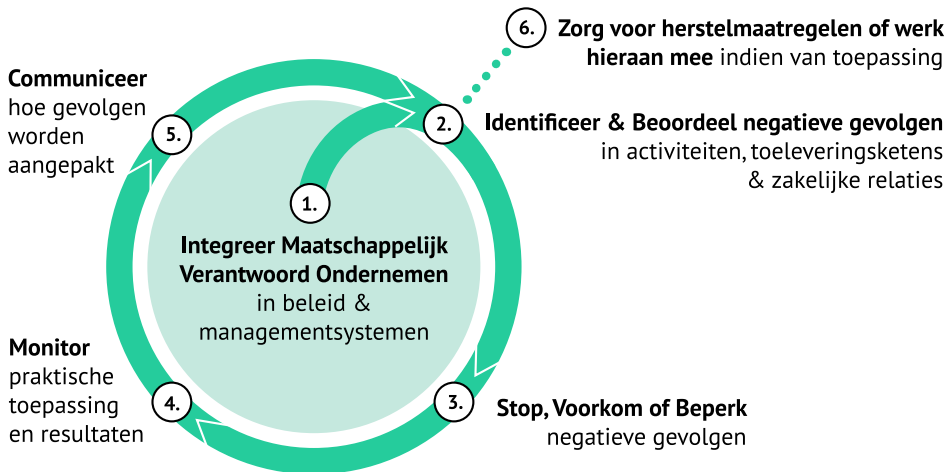 1.
Integreer Maatschappelijk
Verantwoord Ondernemen
in beleid &
managementsystemen
2.
Identificeer & Beoordeel negatieve gevolgen
in activiteiten, toeleveringsketens
& zakelijke relaties
3.
Stop, Voorkom of Beperk
negatieve gevolgen
4.
Monitor
praktische
toepassing
en resultaten
5.
Communiceer
hoe gevolgen
worden
aangepakt
6.
Zorg voor herstelmaatregelen of werk
hieraan mee indien van toepassing